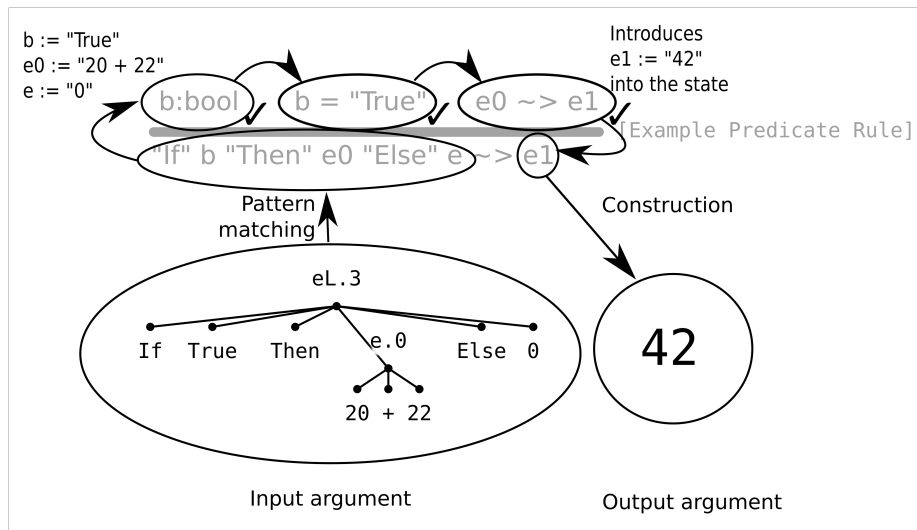 b := "True"
e0 := "20 + 22"
e := "0"
Introduces
e1 := "42"
into the state
b:bool ✓ b = "True" ✓ e0 ~> e1 ✓
[Example Predicate Rule]
"If" b "Then" e0 "Else" e ~> e1
Pattern
matching
Construction
eL.3
e.0
If True Then Else 0
20 + 22
42
Input argument
Output argument